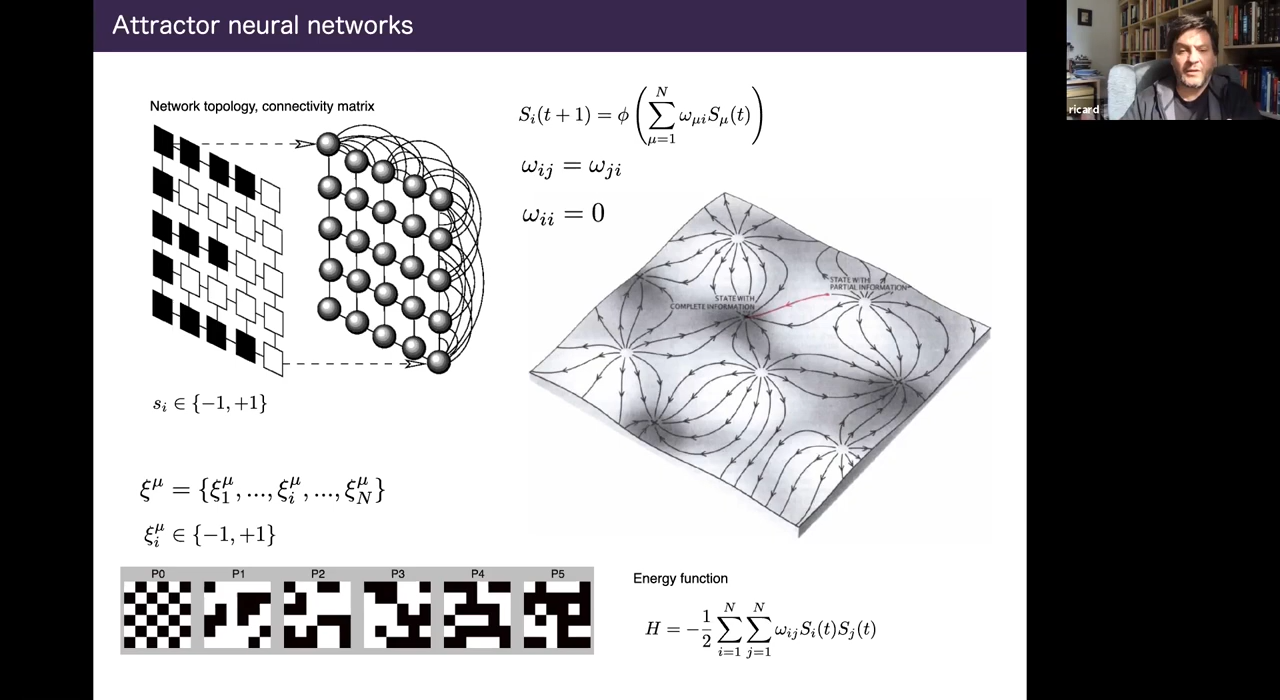 Attractor neural networks
ricard
Network topology, connectivity matrix
S_i(t + 1) = ϕ ( ∑_{μ=1}^{N} ω_{μi} S_μ(t) )
ω_{ij} = ω_{ji}
ω_{ii} = 0
STATE WITH
PARTIAL INFORMATION
STATE WITH
COMPLETE INFORMATION
s_i ∈ {−1, +1}
ξ^μ = {ξ_1^μ, ..., ξ_i^μ, ..., ξ_N^μ}
ξ_i^μ ∈ {−1, +1}
P0 P1 P2 P3 P4 P5
Energy function
H = −\frac{1}{2} ∑_{i=1}^{N} ∑_{j=1}^{N} ω_{ij} S_i(t) S_j(t)